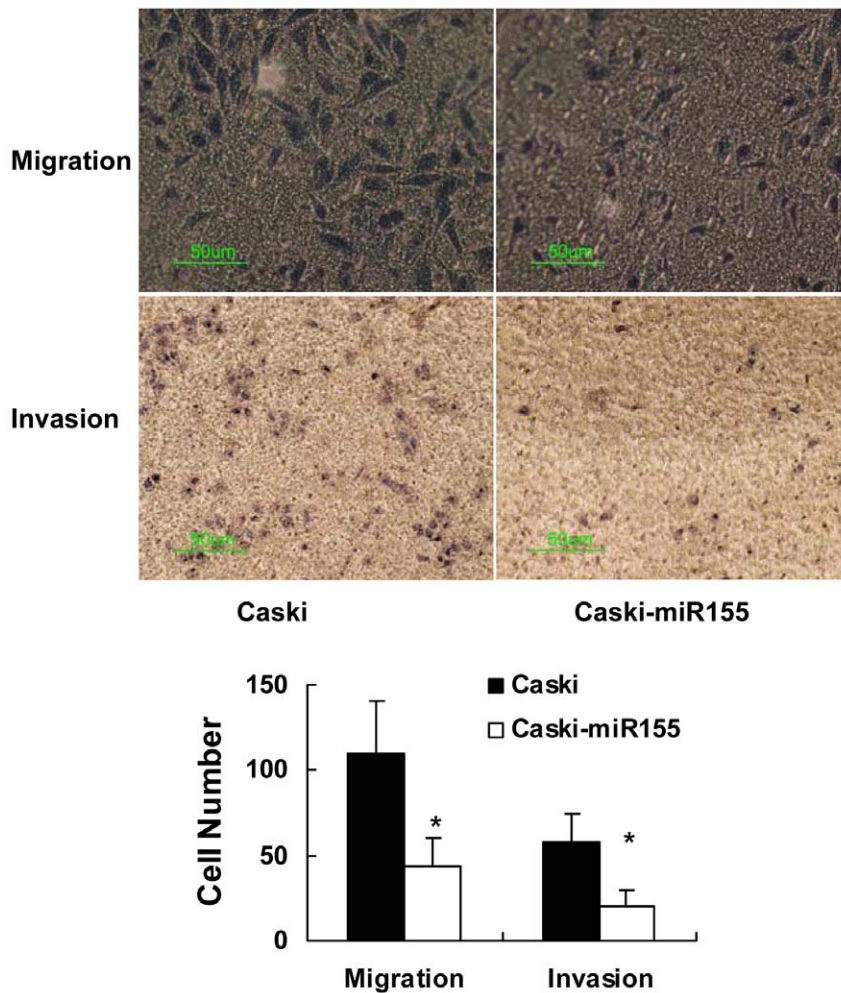 Migration
50um
50um
Invasion
50um
50um
Caski
Caski-miR155
150
100
50
0
Cell Number
Caski
Caski-miR155
*
*
Migration
Invasion